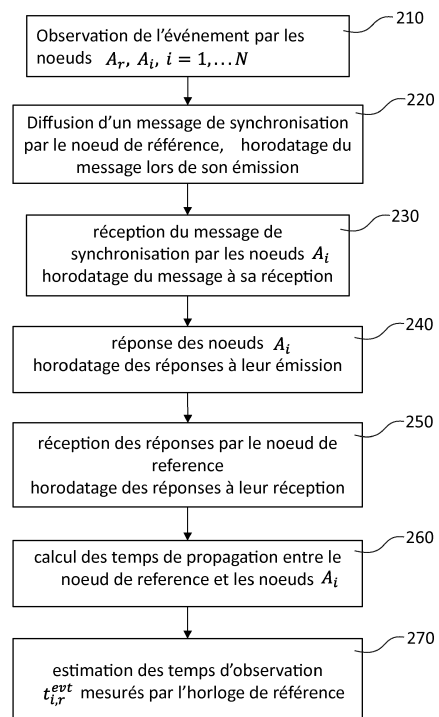 210
Observation de l'événement par les
noeuds A_r, A_i, i = 1,...N
220
Diffusion d'un message de synchronisation
par le noeud de référence, horodatage du
message lors de son émission
230
réception du message de
synchronisation par les noeuds A_i
horodatage du message à sa réception
240
réponse des noeuds A_i
horodatage des réponses à leur émission
250
réception des réponses par le noeud de
reference
horodatage des réponses à leur réception
260
calcul des temps de propagation entre le
noeud de reference et les noeuds A_i
270
estimation des temps d'observation
t_{i,r}^{evt} mesurés par l'horloge de référence